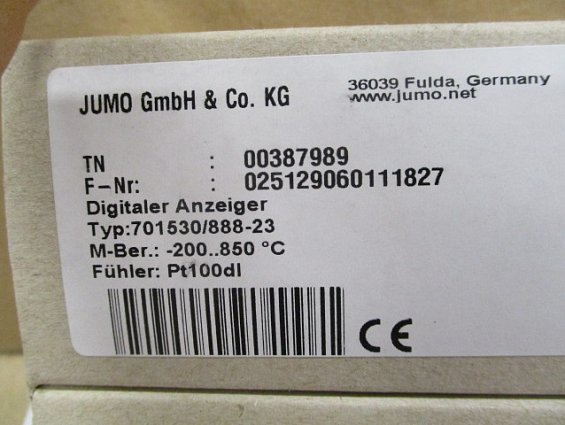 JUMO GmbH & Co. KG
36039 Fulda, Germany
www.jumo.net
TN : 00387989
F-Nr: : 025129060111827
Digitaler Anzeiger
Typ:701530/888-23
M-Ber.: -200..850 °C
Fühler: Pt100dl
CE